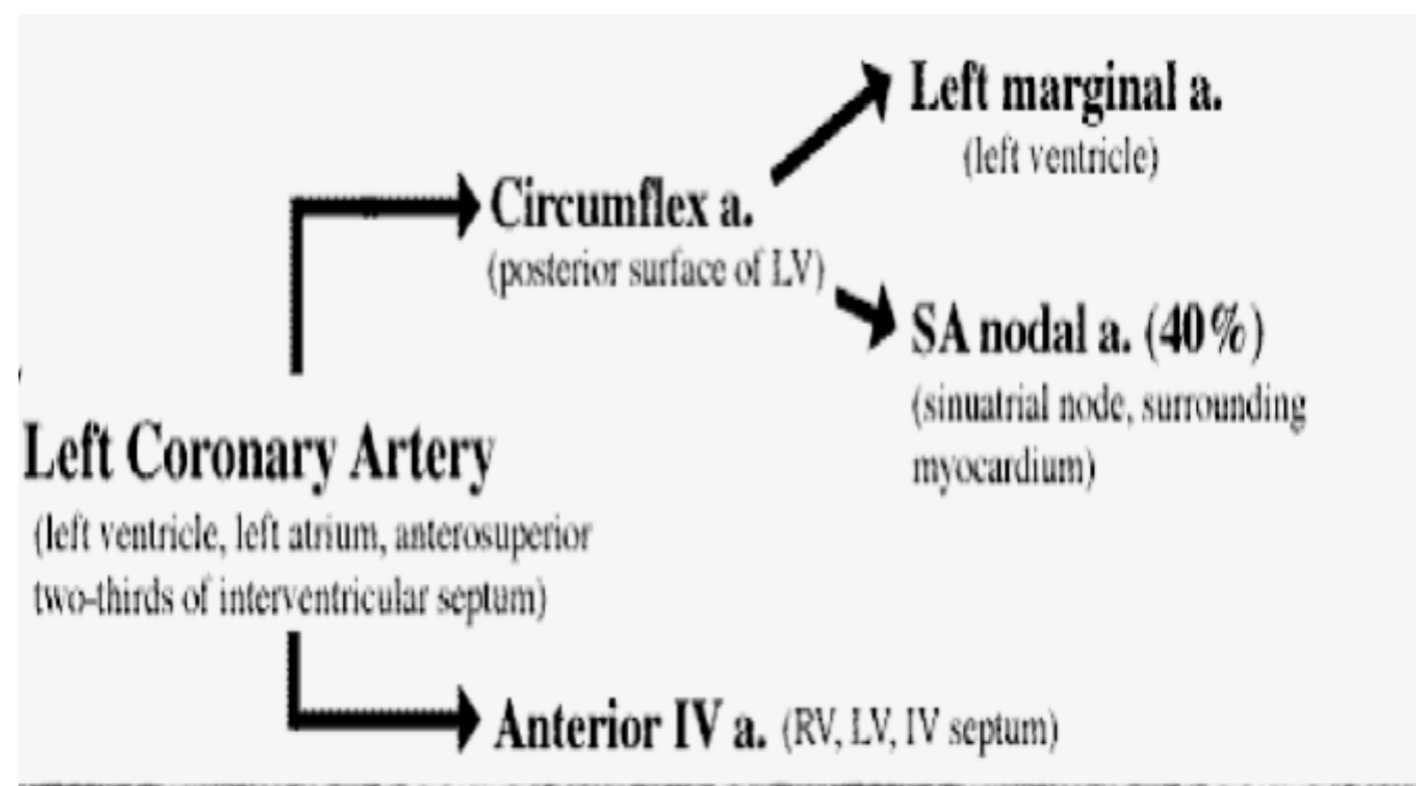 Left marginal a.
(left ventricle)
Circumflex a.
(posterior surface of LV)
SA nodal a. (40%)
(sinuatrial node, surrounding
myocardium)
Left Coronary Artery
(left ventricle, left atrium, anterosuperior
two-thirds of interventricular septum)
Anterior IV a. (RV, LV, IV septum)